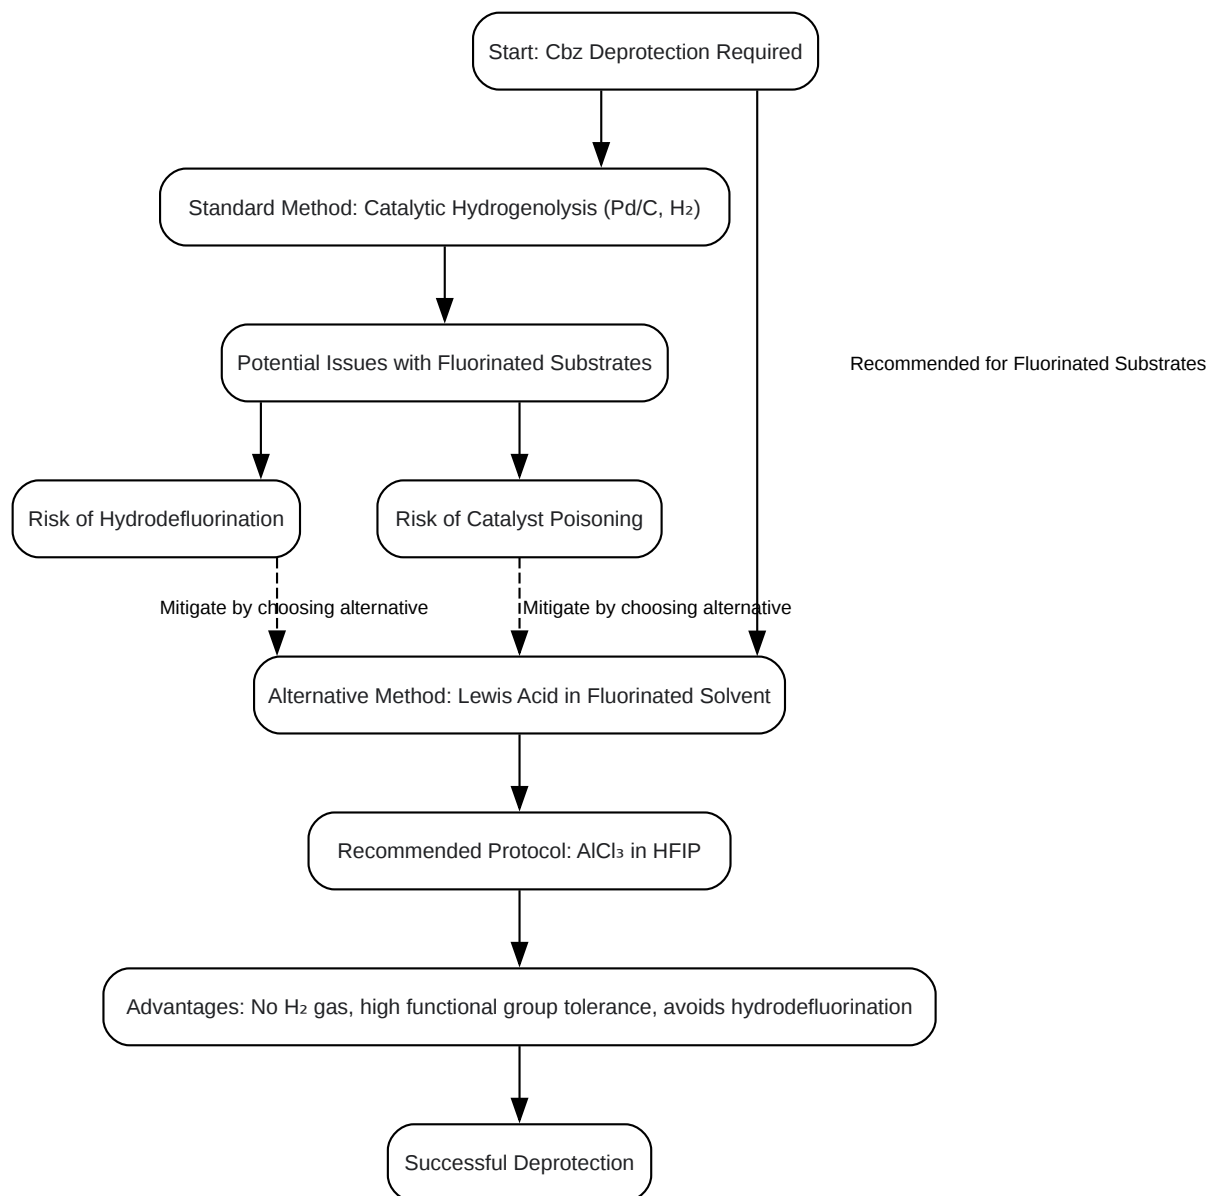 Start: Cbz Deprotection Required
Standard Method: Catalytic Hydrogenolysis (Pd/C, H₂)
Potential Issues with Fluorinated Substrates
Recommended for Fluorinated Substrates
Risk of Hydrodefluorination
Risk of Catalyst Poisoning
Mitigate by choosing alternative
Mitigate by choosing alternative
Alternative Method: Lewis Acid in Fluorinated Solvent
Recommended Protocol: AlCl₃ in HFIP
Advantages: No H₂ gas, high functional group tolerance, avoids hydrodefluorination
Successful Deprotection